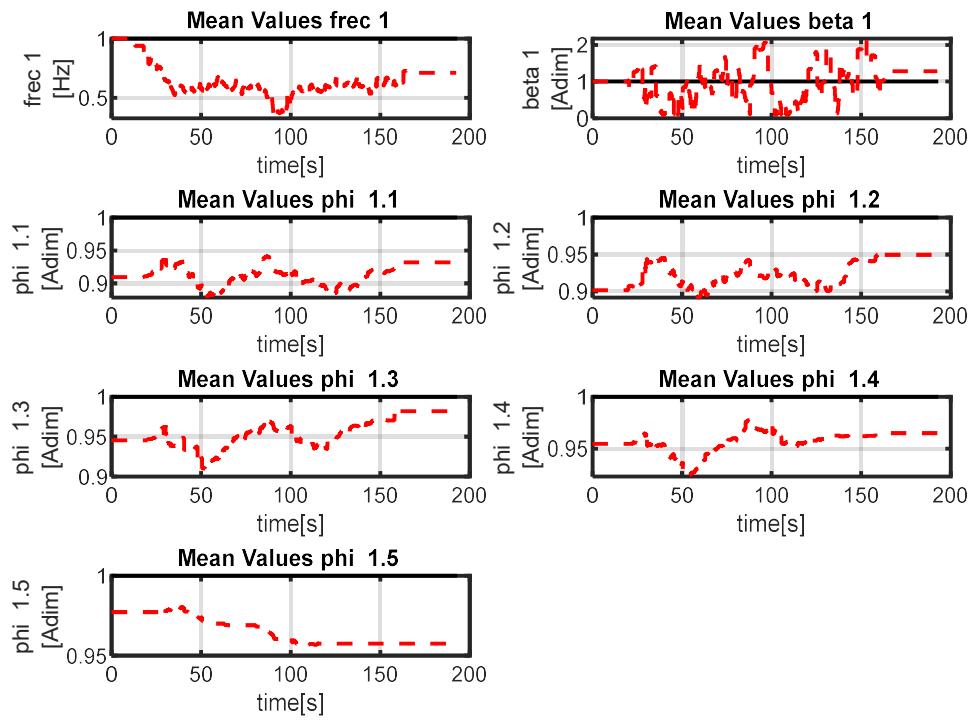 Mean Values frec 1
frec 1
[Hz]
1
0.5
0 50 100 150 200
time[s]
Mean Values beta 1
beta 1
[Adim]
2
1
0
0 50 100 150 200
time[s]
Mean Values phi  1.1
phi  1.1
[Adim]
1
0.95
0.9
0 50 100 150 200
time[s]
Mean Values phi  1.2
phi  1.2
[Adim]
1
0.95
0.9
0 50 100 150 200
time[s]
Mean Values phi  1.3
phi  1.3
[Adim]
1
0.95
0.9
0 50 100 150 200
time[s]
Mean Values phi  1.4
phi  1.4
[Adim]
1
0.95
0 50 100 150 200
time[s]
Mean Values phi  1.5
phi  1.5
[Adim]
1
0.95
0 50 100 150 200
time[s]